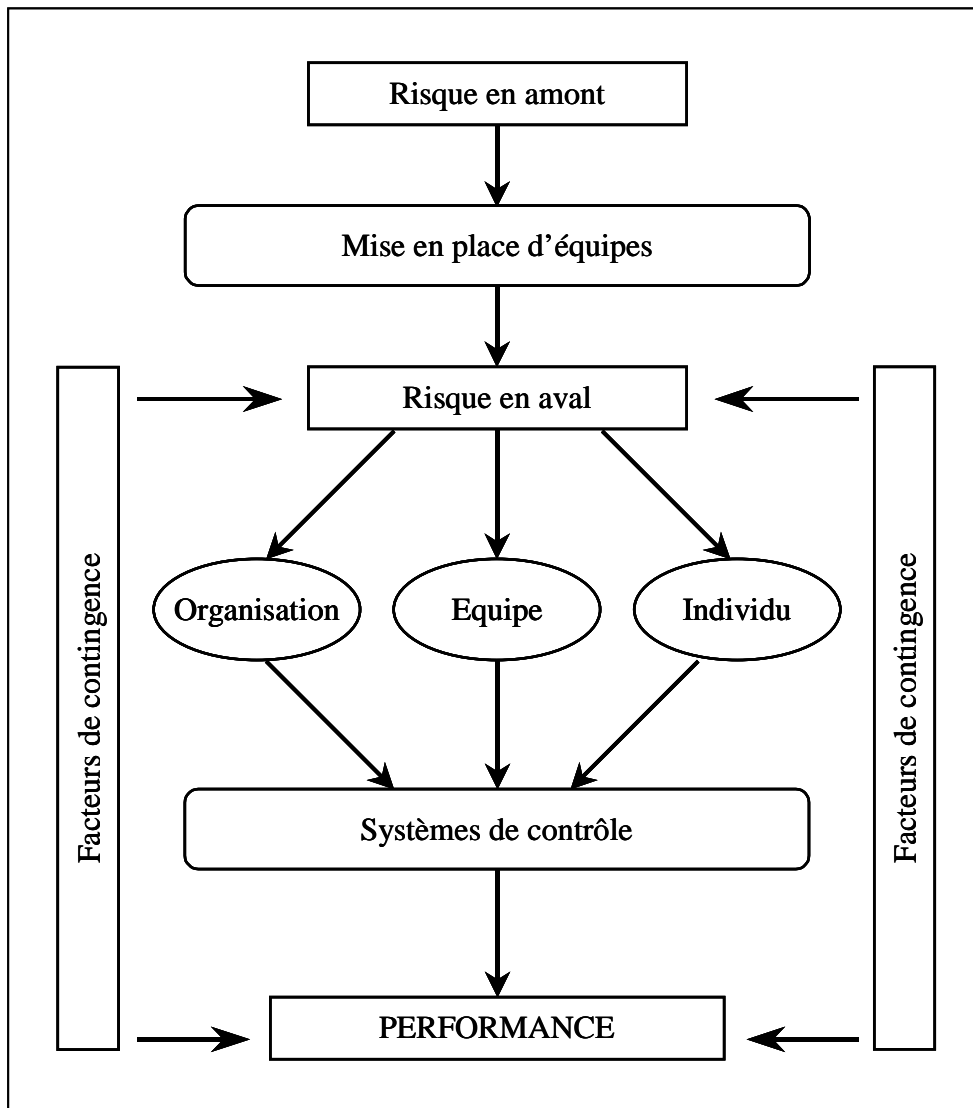 Risque en amont
Mise en place d’équipes
Risque en aval
Facteurs de contingence
Organisation
Equipe
Individu
Facteurs de contingence
Systèmes de contrôle
PERFORMANCE